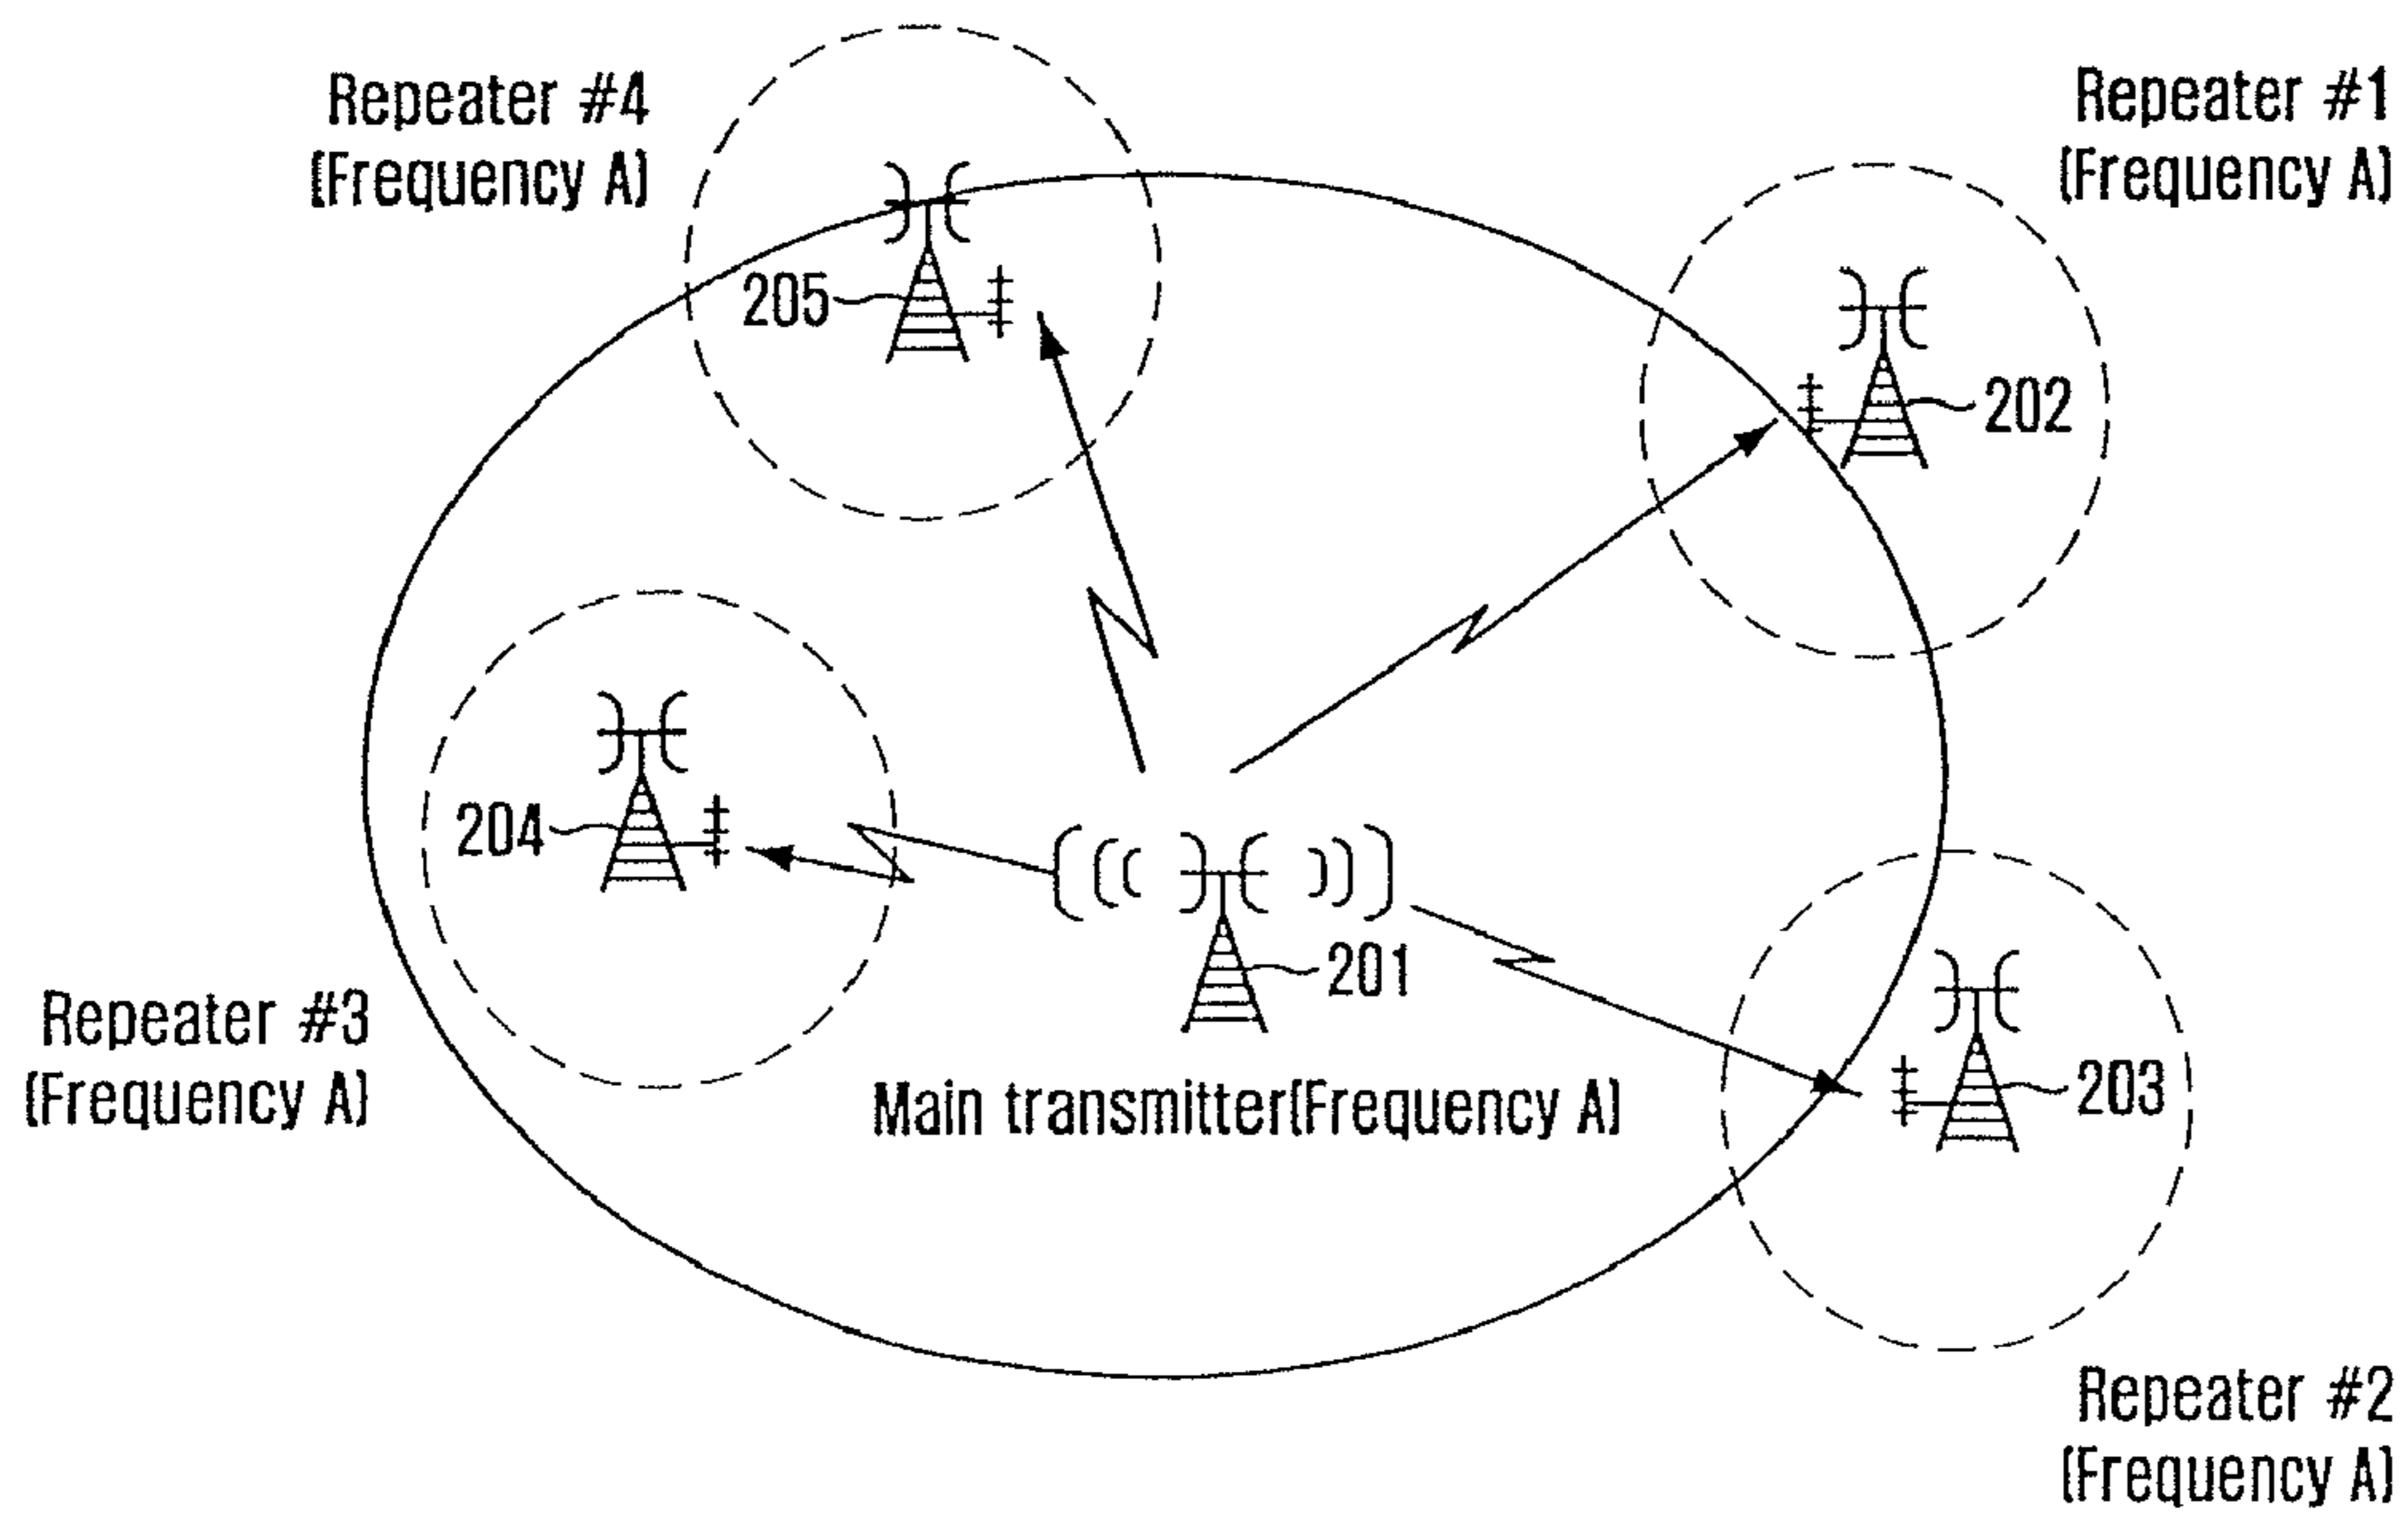 Repeater #4
(Frequency A)
Repeater #1
(Frequency A)
205
202
204
201
Repeater #3
(Frequency A)
Main transmitter(Frequency A)
203
Repeater #2
(Frequency A)